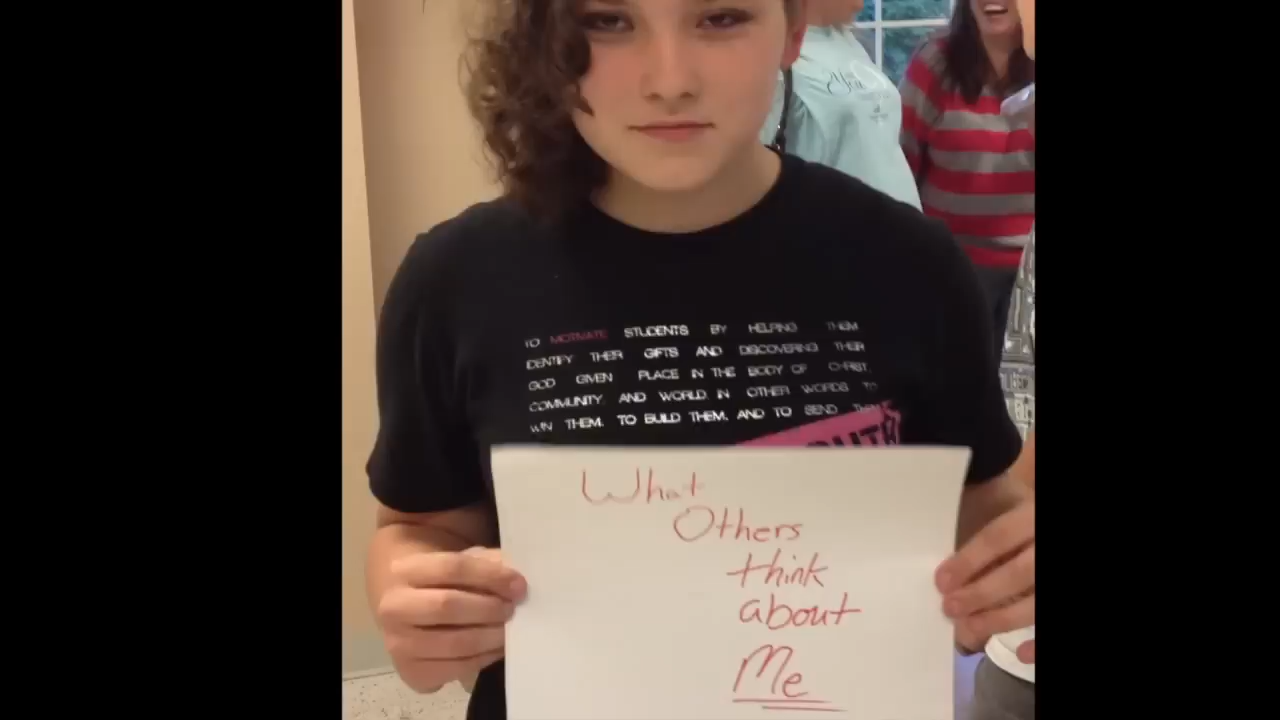 TO MOTIVATE STUDENTS BY HELPING THEM
IDENTIFY THEIR GIFTS AND DISCOVERING THEIR
GOD GIVEN PLACE IN THE BODY OF CHRIST,
COMMUNITY, AND WORLD. IN OTHER WORDS TO
WIN THEM, TO BUILD THEM, AND TO SEND THEM
What
Others
think
about
Me